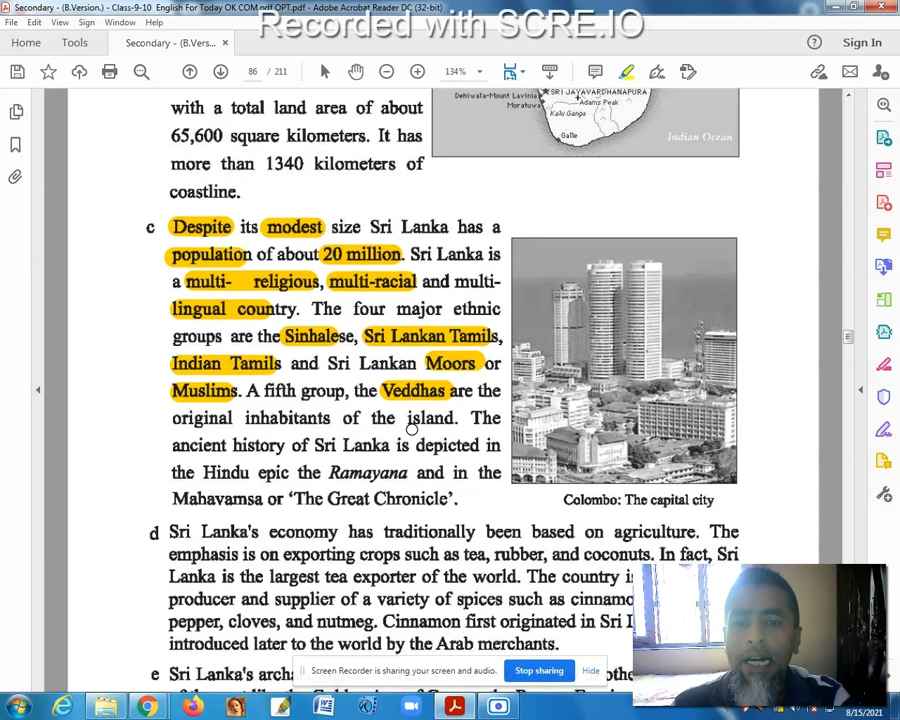 Secondary - (B.Version.) - Class-9-10 English For Today OK COM.pdf OPT.pdf - Adobe Acrobat Reader DC (32-bit)
Recorded with SCRE.IO
File Edit View Sign Window Help
Home Tools Secondary - (B.Vers... × Sign In
86 / 211 134%
with a total land area of about
65,600 square kilometers. It has
more than 1340 kilometers of
coastline.
Dehiwala-Mount Lavinia
SRI JAYAVARDHANAPURA
Moratuwa
Adams Peak
Kalu Ganga
Galle
Indian Ocean
c Despite its modest size Sri Lanka has a
population of about 20 million. Sri Lanka is
a multi- religious, multi-racial and multi-
lingual country. The four major ethnic
groups are the Sinhalese, Sri Lankan Tamils,
Indian Tamils and Sri Lankan Moors or
Muslims. A fifth group, the Veddhas are the
original inhabitants of the island. The
ancient history of Sri Lanka is depicted in
the Hindu epic the Ramayana and in the
Mahavamsa or ‘The Great Chronicle’.
Colombo: The capital city
d Sri Lanka's economy has traditionally been based on agriculture. The
emphasis is on exporting crops such as tea, rubber, and coconuts. In fact, Sri
Lanka is the largest tea exporter of the world. The country i
producer and supplier of a variety of spices such as cinnamo
pepper, cloves, and nutmeg. Cinnamon first originated in Sri L
introduced later to the world by the Arab merchants.
e Sri Lanka's arch
Screen Recorder is sharing your screen and audio. Stop sharing Hide
8/15/2021